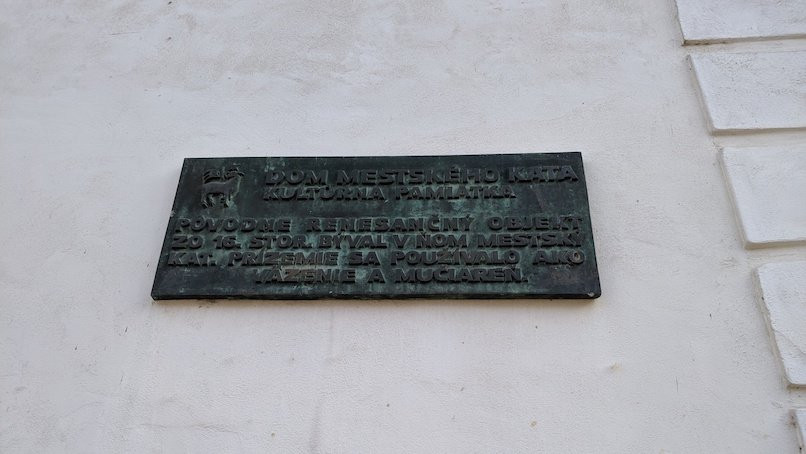 DOM MESTSKÉHO KATA
KULTÚRNA PAMIATKA
PÔVODNE RENESANČNÝ OBJEKT
ZO 16. STOR. BÝVAL V ŇOM MESTSKÝ
KAT. PRÍZEMIE SA POUŽÍVALO AKO
VÄZENIE A MUČIAREŇ.